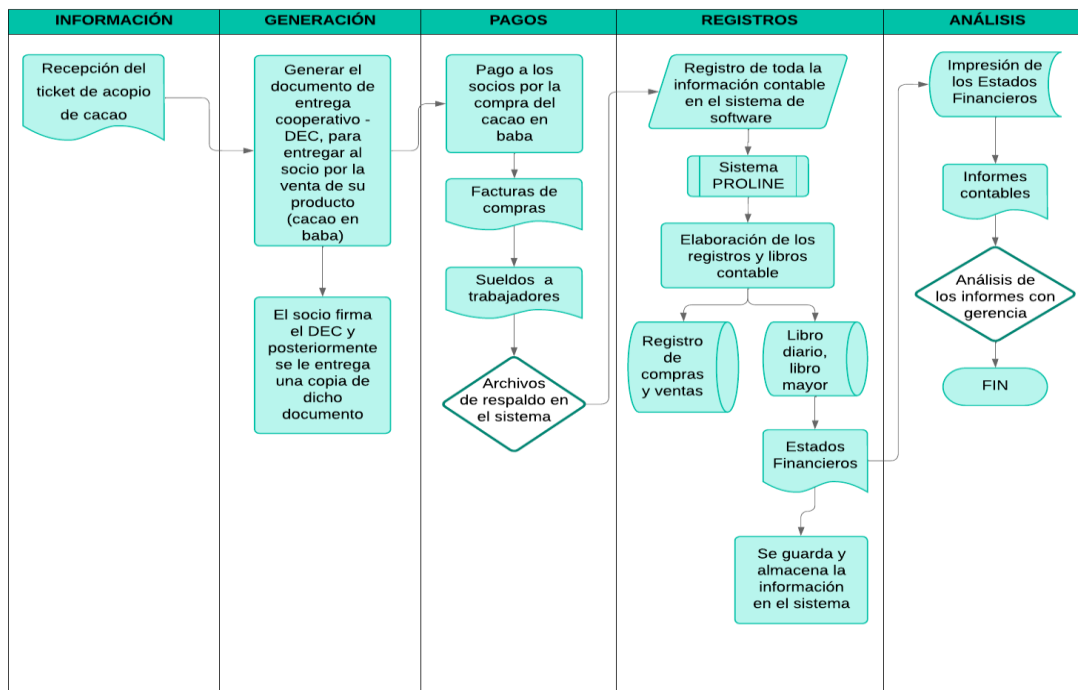 INFORMACIÓN
GENERACIÓN
PAGOS
REGISTROS
ANÁLISIS
Recepción del
ticket de acopio
de cacao
Generar el
documento de
entrega
cooperativo -
DEC, para
entregar al
socio por la
venta de su
producto
(cacao en
baba)
El socio firma
el DEC y
posteriormente
se le entrega
una copia de
dicho
documento
Pago a los
socios por la
compra del
cacao en
baba
Facturas de
compras
Sueldos a
trabajadores
Archivos
de respaldo en
el sistema
Registro de toda la
información contable
en el sistema de
software
Sistema
PROLINE
Elaboración de los
registros y libros
contable
Registro
de
compras
y ventas
Libro
diario,
libro
mayor
Estados
Financieros
Se guarda y
almacena la
información
en el sistema
Impresión de
los Estados
Financieros
Informes
contables
Análisis de
los informes con
gerencia
FIN